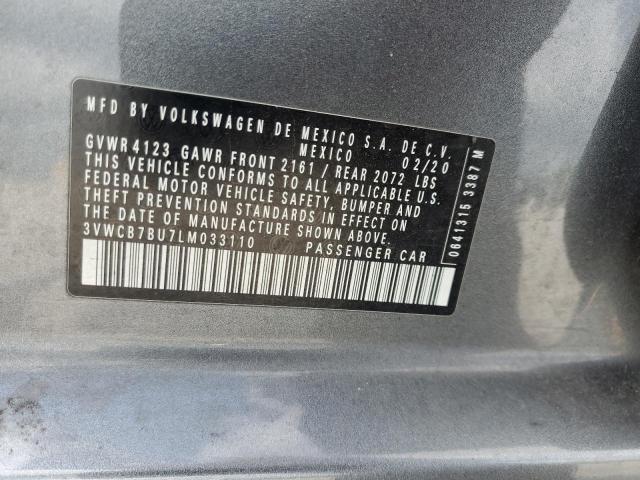 MFD BY VOLKSWAGEN DE MEXICO S.A. DE C.V.
MEXICO 02/20
GVWR 4123 GAWR FRONT 2161 / REAR 2072 LBS
THIS VEHICLE CONFORMS TO ALL APPLICABLE U.S.
FEDERAL MOTOR VEHICLE SAFETY, BUMPER, AND
THEFT PREVENTION STANDARDS IN EFFECT ON
THE DATE OF MANUFACTURE SHOWN ABOVE.
3VWCB7BU7LM033110 PASSENGER CAR
0641315 3387 M